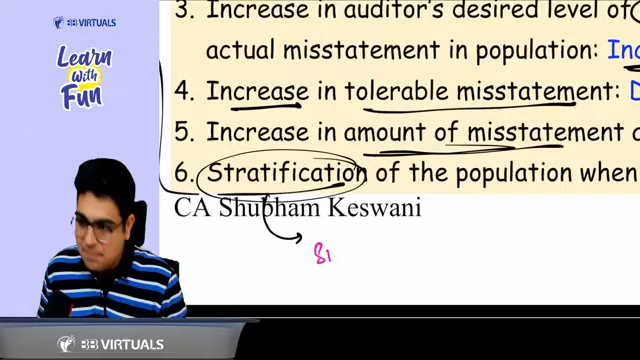 BB VIRTUALS
Learn
With
Fun
3. Increase in auditor's desired level of
actual misstatement in population: Inc
4. Increase in tolerable misstatement: D
5. Increase in amount of misstatement
6. Stratification of the population when
CA Shubham Keswani
BB VIRTUALS